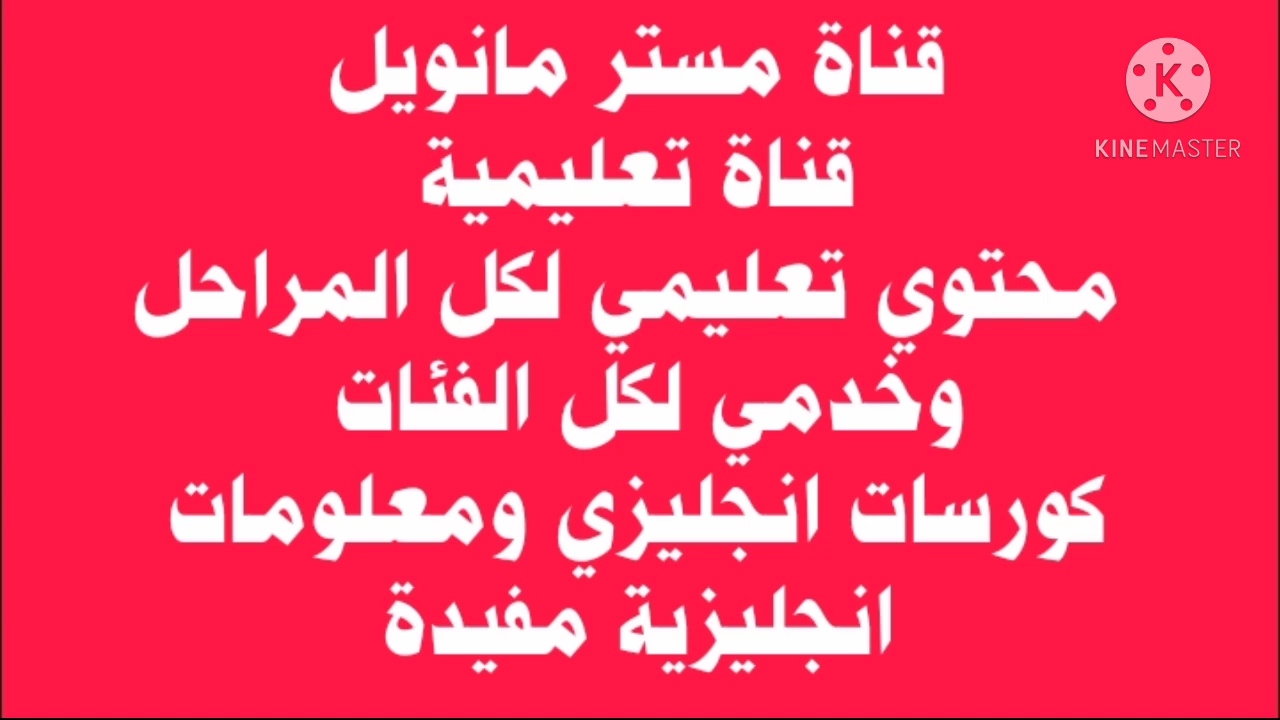 قناة مستر مانويل
قناة تعليمية
محتوي تعليمي لكل المراحل
وخدمي لكل الفئات
كورسات انجليزي ومعلومات
انجليزية مفيدة
K
KINEMASTER